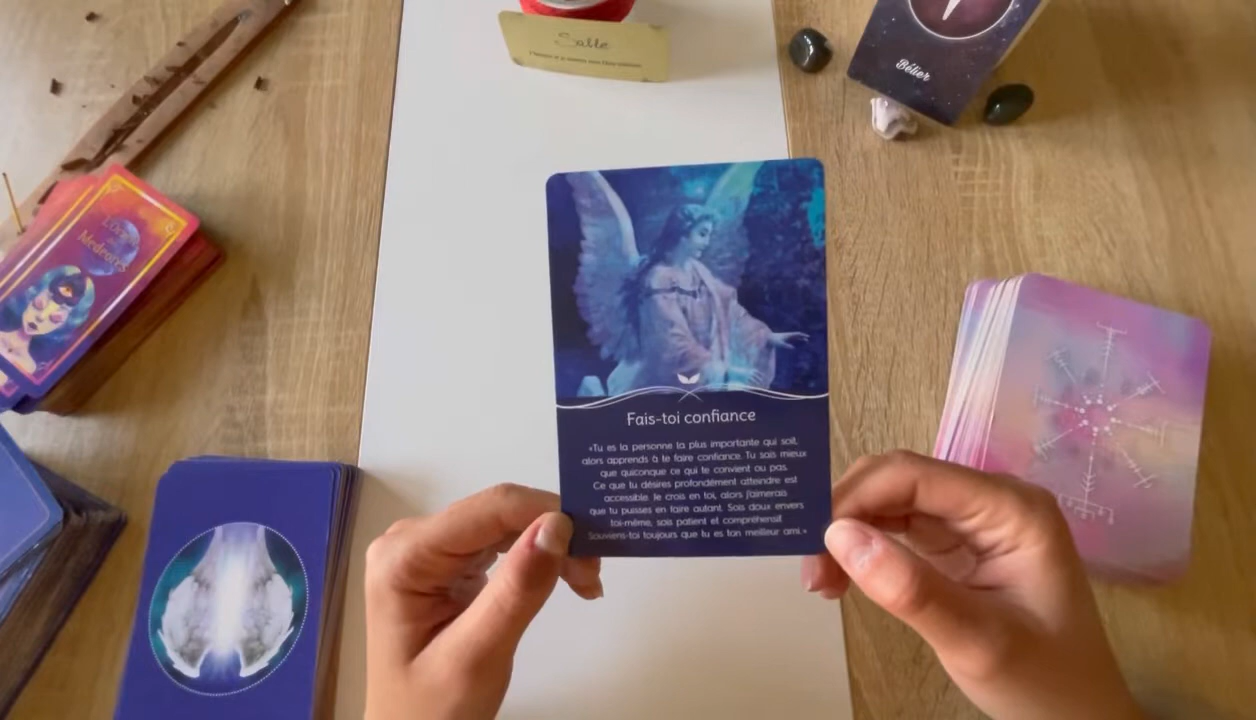 Sable
Bélier
L'Oracle
Fais-toi confiance
«Tu es la personne la plus importante qui soit,
alors apprends à te faire confiance. Tu sais mieux
que quiconque ce qui te convient ou pas.
Ce que tu désires profondément atteindre est
accessible. Je crois en toi, alors j'aimerais
que tu puisses en faire autant. Sois doux envers
toi-même, sois patient et compréhensif.
Souviens-toi toujours que tu es ton meilleur ami.»